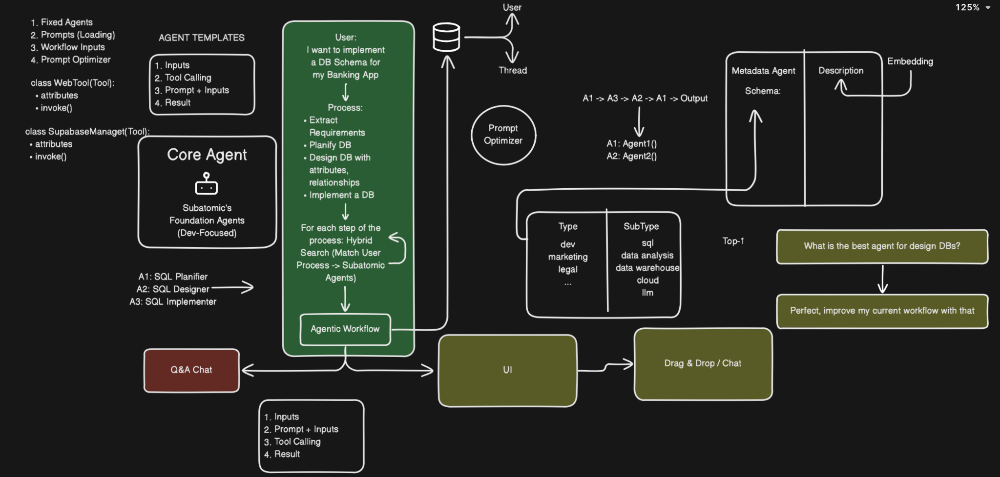 125%
1. Fixed Agents
2. Prompts (Loading)
3. Workflow Inputs
4. Prompt Optimizer
class WebTool(Tool):
• attributes
• invoke()
class SupabaseManaget(Tool):
• attributes
• invoke()
AGENT TEMPLATES
1. Inputs
2. Tool Calling
3. Prompt + Inputs
4. Result
Core Agent
Subatomic's
Foundation Agents
(Dev-Focused)
A1: SQL Planifier
A2: SQL Designer
A3: SQL Implementer
User:
I want to implement
a DB Schema for
my Banking App
Process:
• Extract
Requirements
• Planify DB
• Design DB with
attributes,
relationships
• Implement a DB
For each step of the
process: Hybrid
Search (Match User
Process -> Subatomic
Agents)
Agentic Workflow
Q&A Chat
1. Inputs
2. Prompt + Inputs
3. Tool Calling
4. Result
User
Thread
Prompt
Optimizer
A1 -> A3 -> A2 -> A1 -> Output
A1: Agent1()
A2: Agent2()
Metadata Agent
Schema:
Description
Embedding
Type
dev
marketing
legal
...
SubType
sql
data analysis
data warehouse
cloud
llm
Top-1
What is the best agent for design DBs?
Perfect, improve my current workflow with that
UI
Drag & Drop / Chat